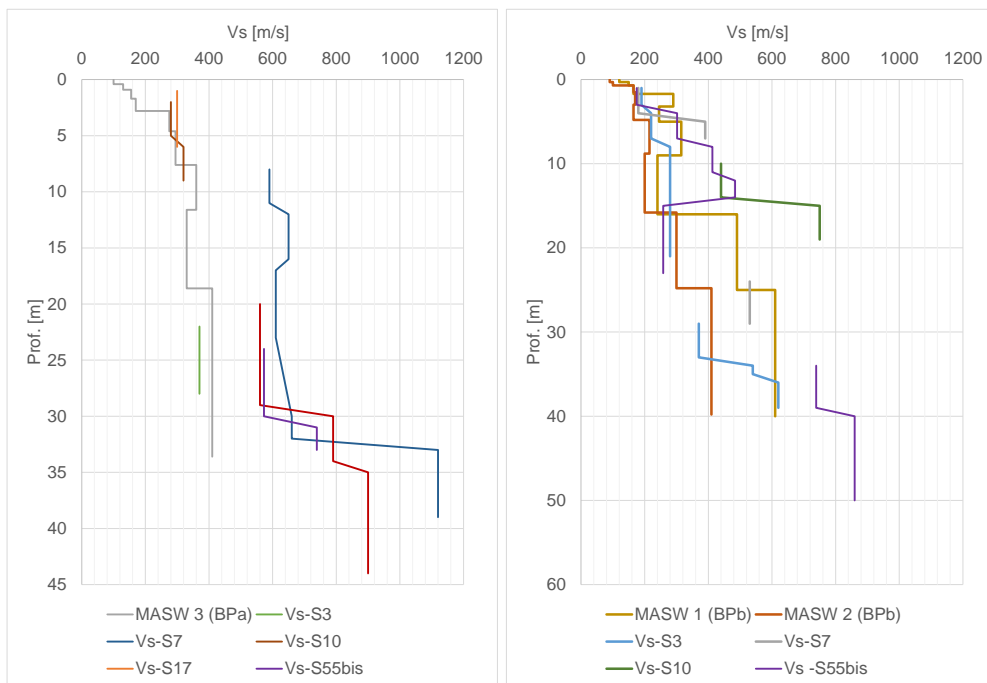 Vs [m/s]
0 200 400 600 800 1000 1200
0
5
10
15
20
25
30
35
40
45
Prof. [m]
MASW 3 (BPa) Vs-S3
Vs-S7 Vs-S10
Vs-S17 Vs-S55bis
Vs [m/s]
0 200 400 600 800 1000 1200
0
10
20
30
40
50
60
Prof. [m]
MASW 1 (BPb) MASW 2 (BPb)
Vs-S3 Vs-S7
Vs-S10 Vs -S55bis